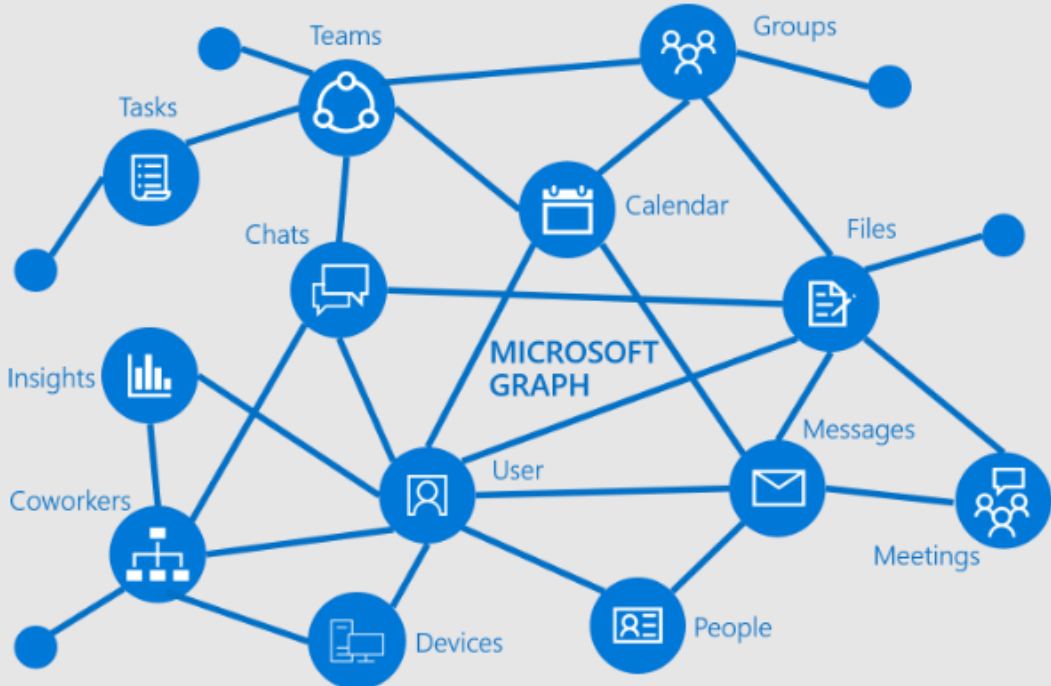 Teams
Groups
Tasks
Calendar
Chats
Files
MICROSOFT
GRAPH
Insights
Messages
User
Coworkers
Meetings
People
Devices